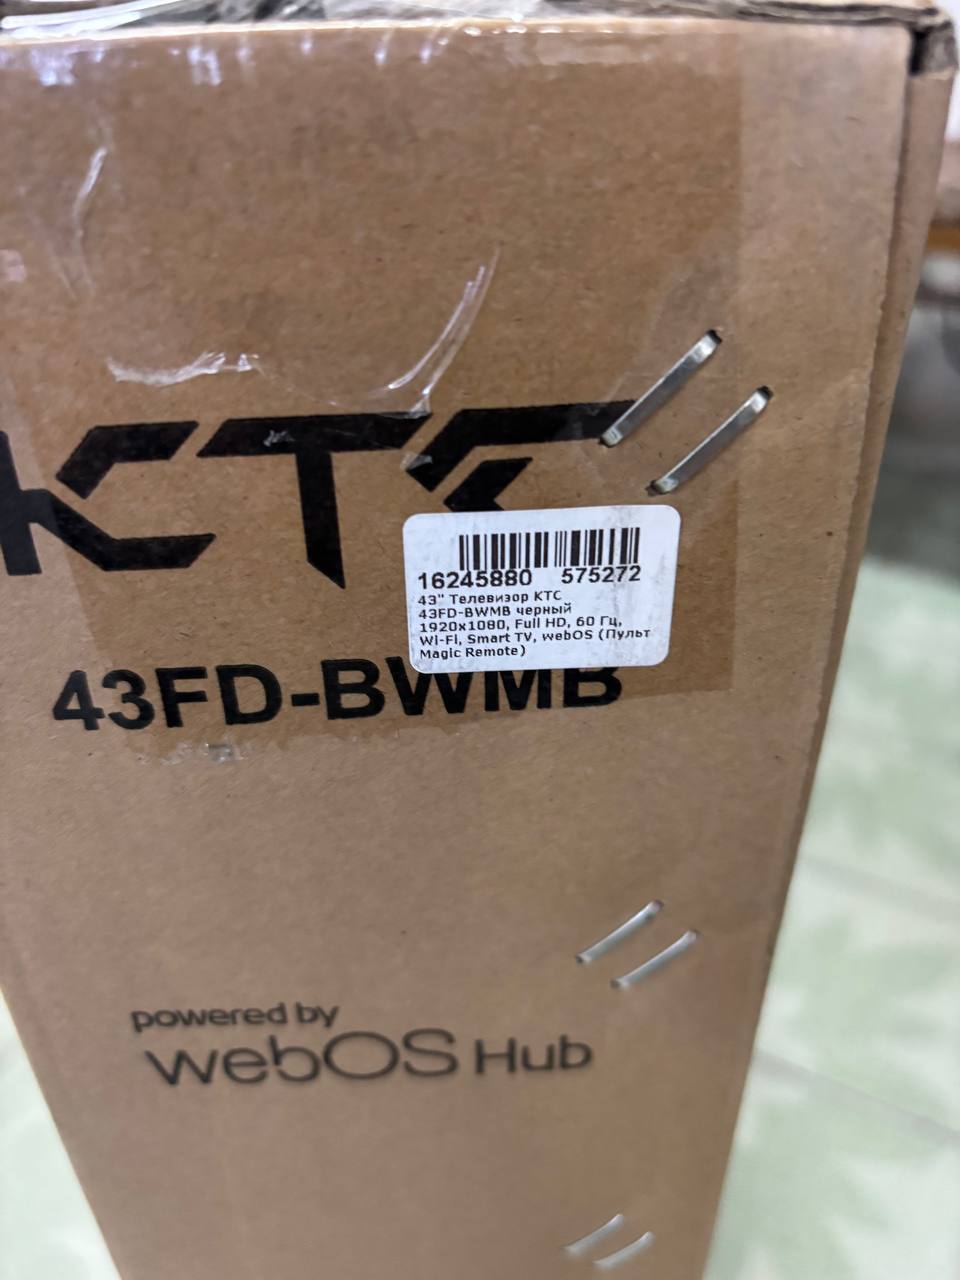 KTC
16245880 575272
43" Телевизор KTC
43FD-BWMB черный
1920x1080, Full HD, 60 Гц,
Wi-Fi, Smart TV, webOS (Пульт
Magic Remote)
43FD-BWMB
powered by
webOS Hub